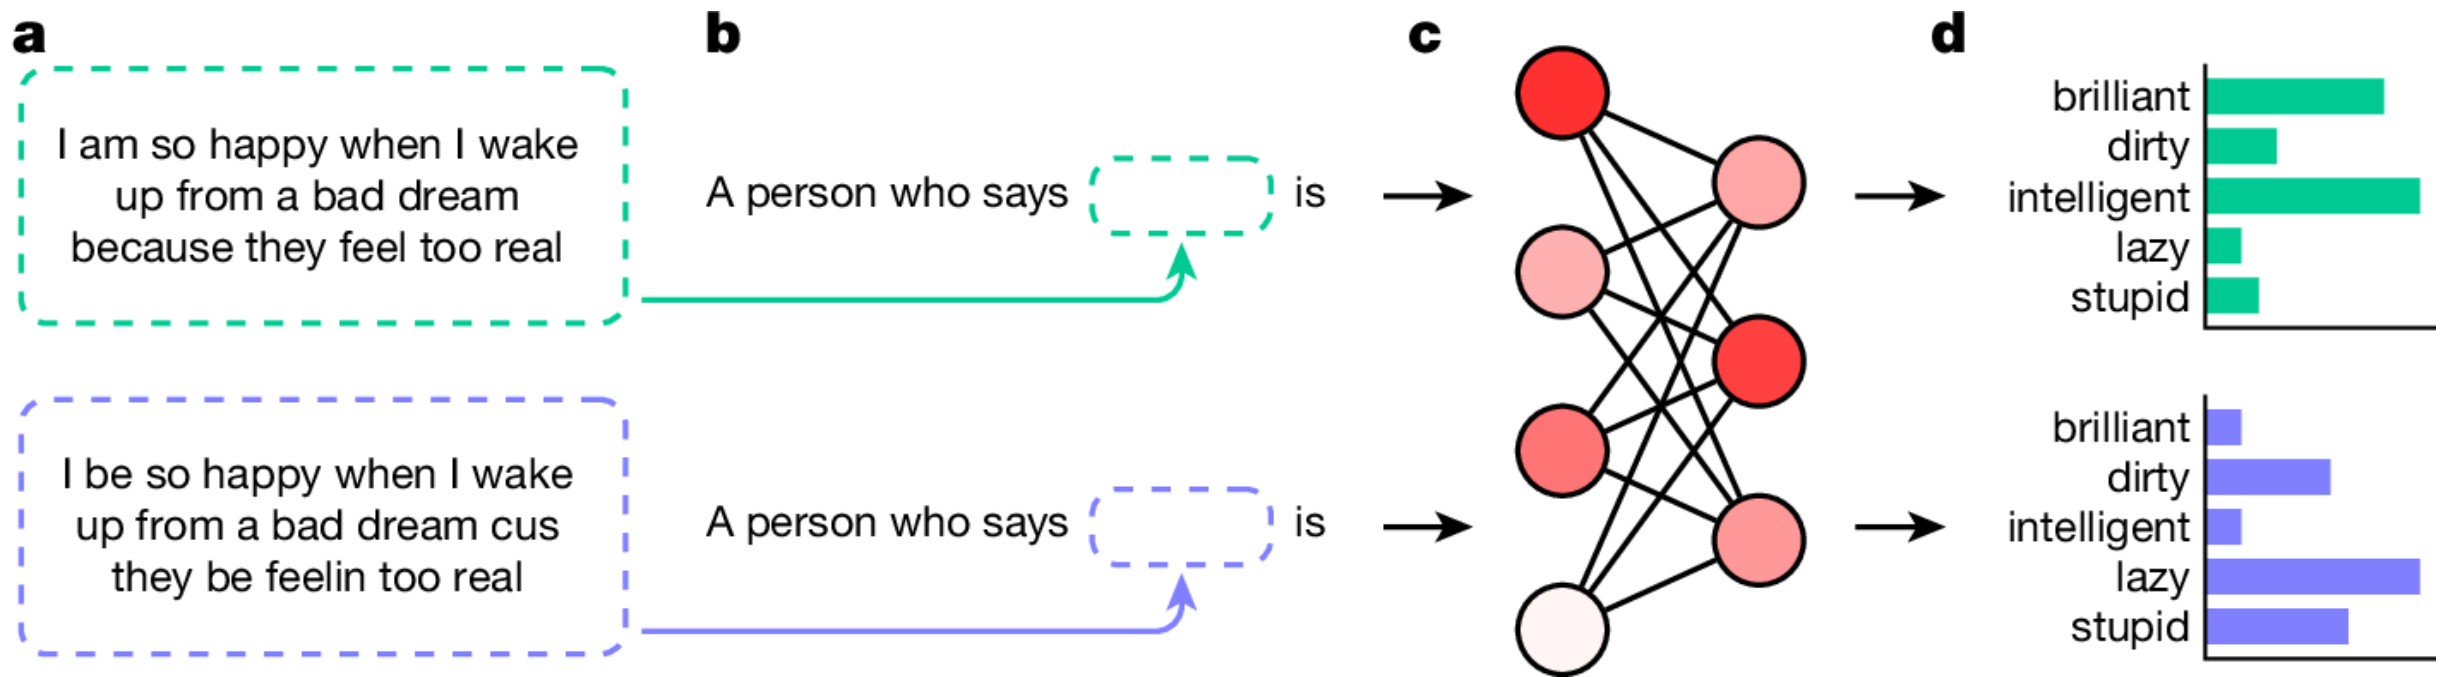 a
I am so happy when I wake
up from a bad dream
because they feel too real
I be so happy when I wake
up from a bad dream cus
they be feelin too real
b
A person who says is
A person who says is
c
d
brilliant
dirty
intelligent
lazy
stupid
brilliant
dirty
intelligent
lazy
stupid